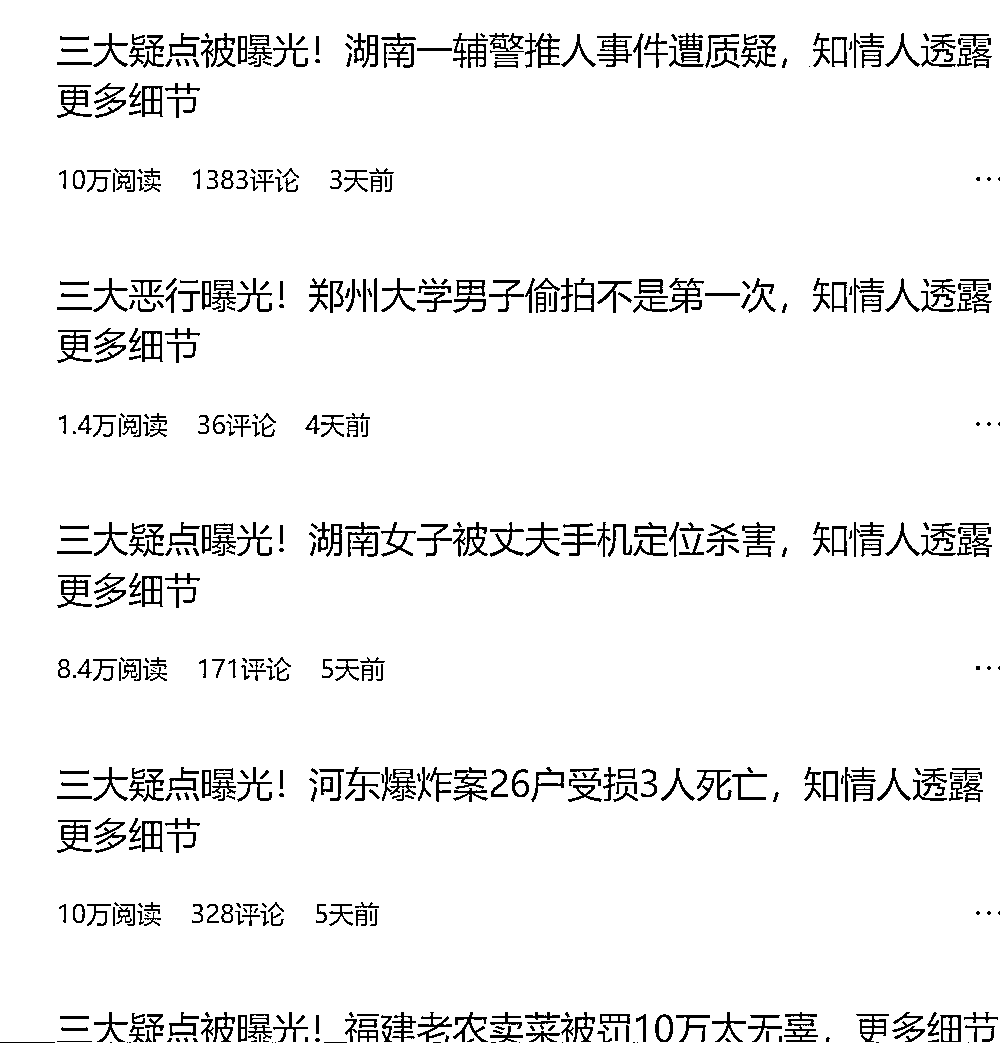 三大疑点被曝光！湖南一辅警推人事件遭质疑，知情人透露
更多细节
10万阅读 1383评论 3天前 ...
三大恶行曝光！郑州大学男子偷拍不是第一次，知情人透露
更多细节
1.4万阅读 36评论 4天前 ...
三大疑点曝光！湖南女子被丈夫手机定位杀害，知情人透露
更多细节
8.4万阅读 171评论 5天前 ...
三大疑点曝光！河东爆炸案26户受损3人死亡，知情人透露
更多细节
10万阅读 328评论 5天前 ...
三大疑点被曝光！福建老农卖菜被罚10万太无辜，更多细节